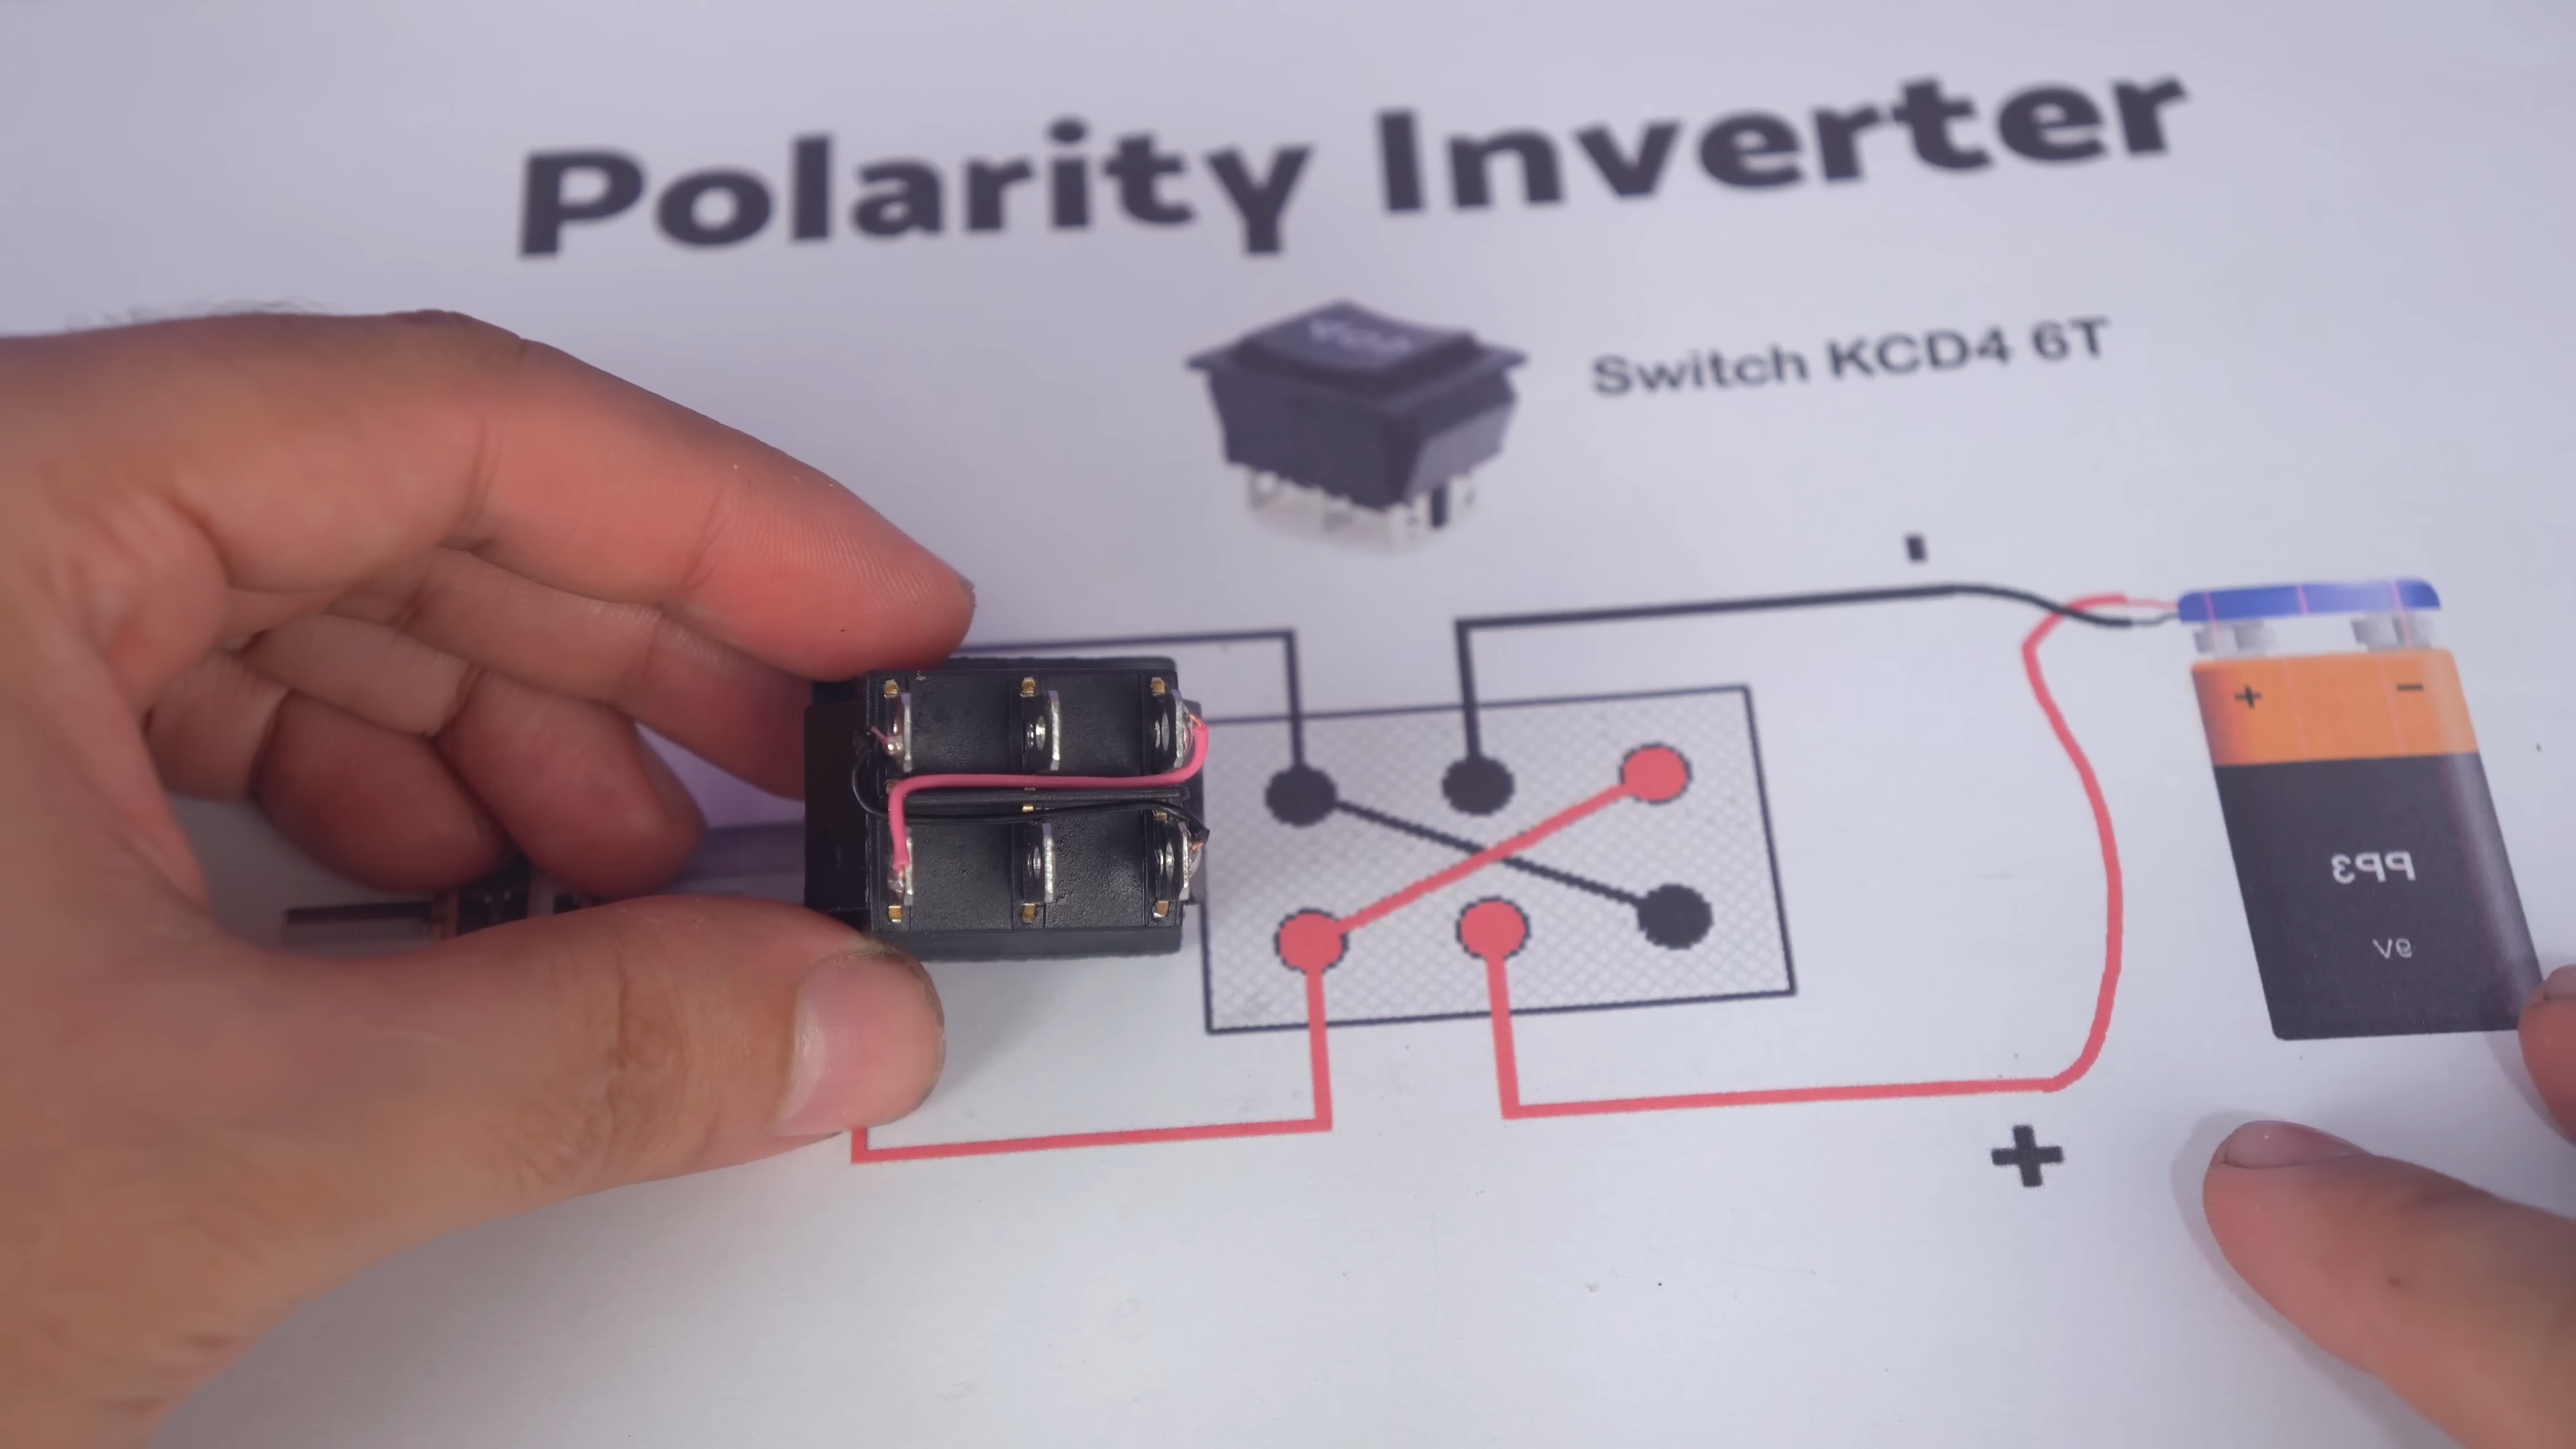 Polarity Inverter
Switch KCD4 6T
-
+ −
PP3
9V
+